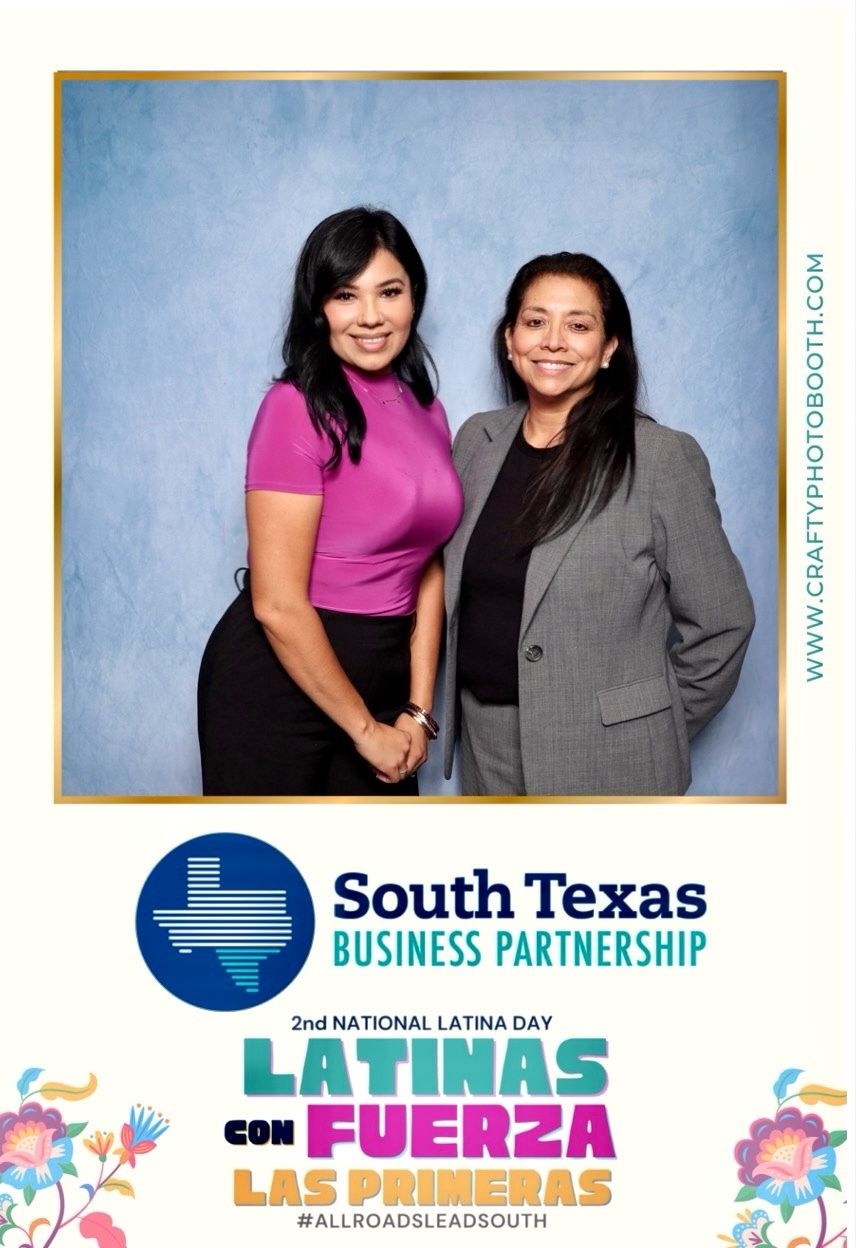 WWW.CRAFTYPHOTOBOOTH.COM
South Texas
BUSINESS PARTNERSHIP
2nd NATIONAL LATINA DAY
LATINAS
CON FUERZA
LAS PRIMERAS
#ALLROADSLEADSOUTH